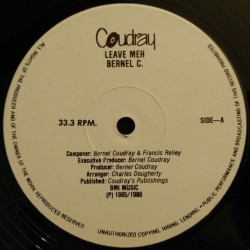 Coudray
LEAVE MEH
BERNEL C.
33.3 RPM.
SIDE—A
Composer: Bernel Coudray & Francis Relley
Executive Producer: Bernel Coudray
Producer: Bernel Coudray
Arranger: Charles Dougherty
Published: Coudray's Publishings
BMI MUSIC
(P) 1985/1986
ALL RIGHTS OF THE PRODUCER AND OF THE OWNER OF THE WORK REPRODUCED RESERVED
UNAUTHORIZED COPYING, HIRING, LENDING, PUBLIC PERFORMANCE AND BROADCASTING OF THIS RECORD PROHIBITED